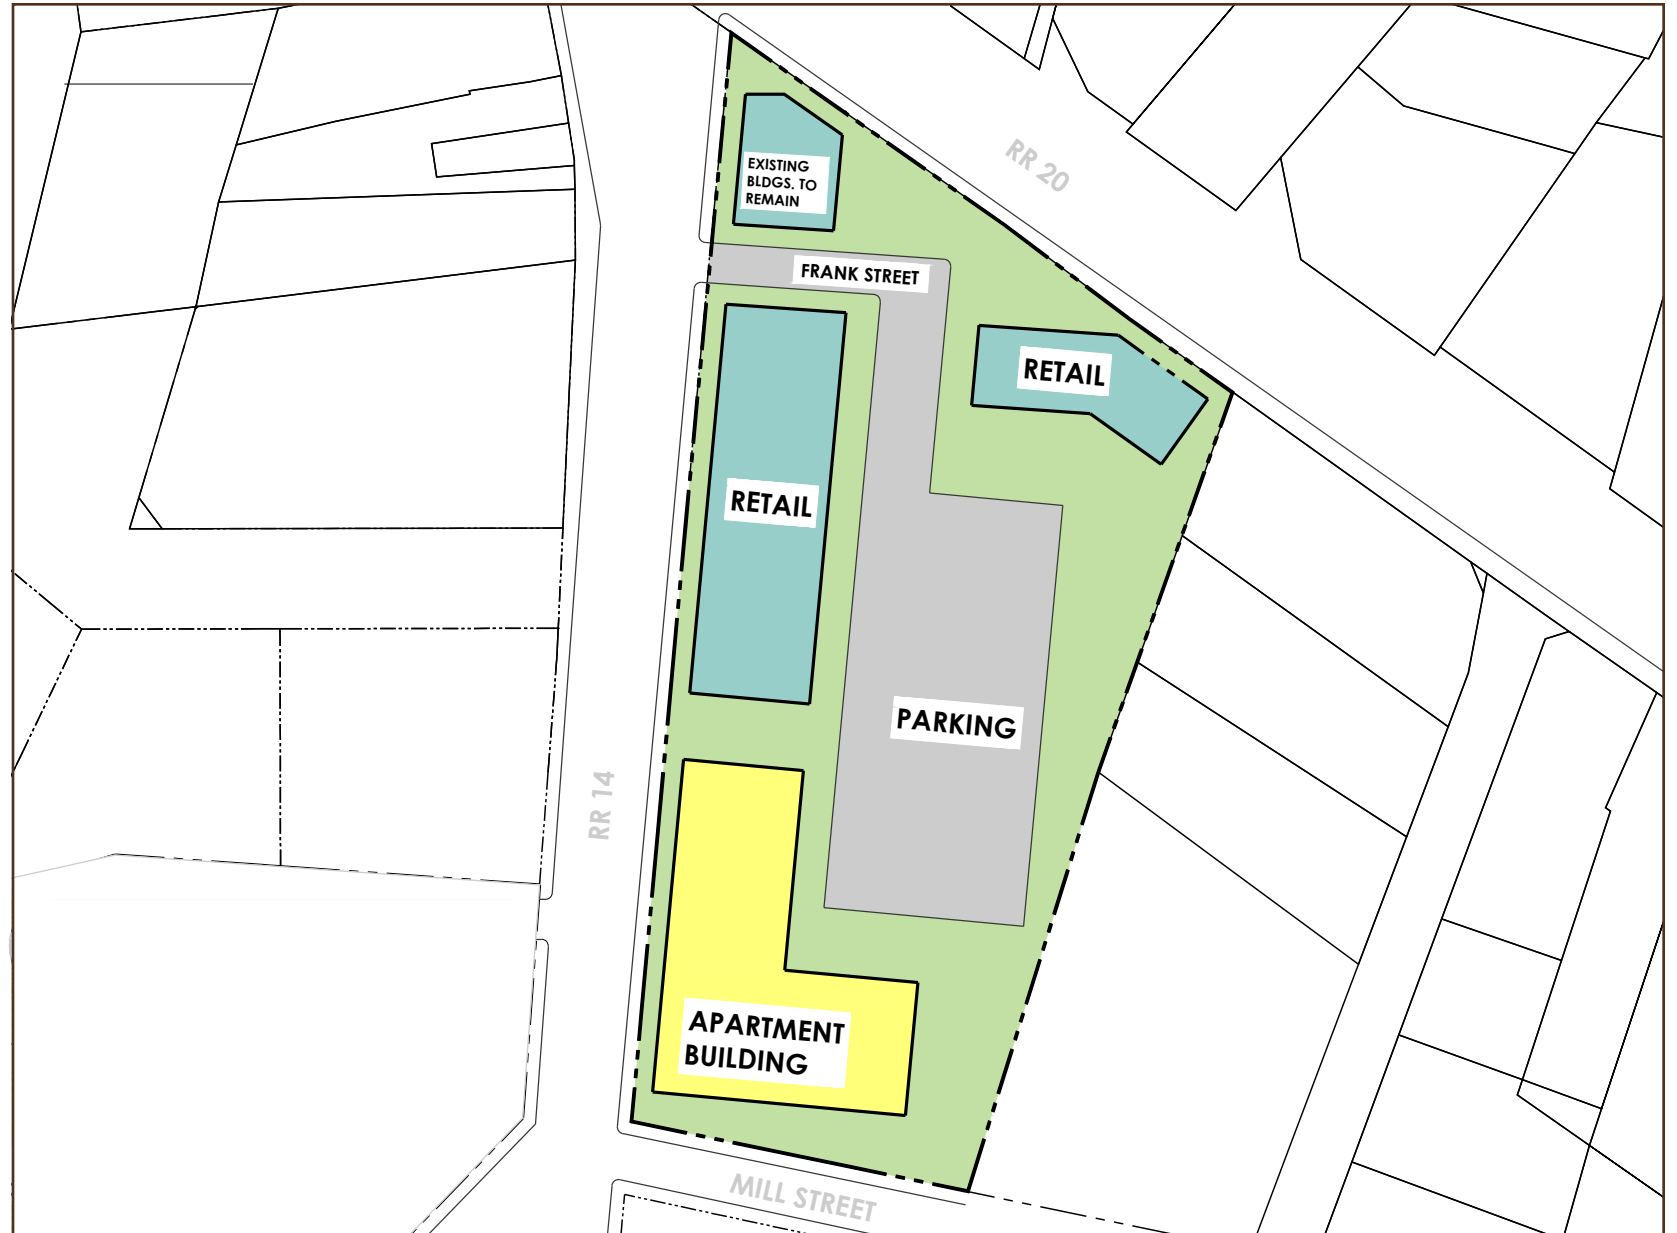 RR 20
EXISTING
BLDGS. TO
REMAIN
FRANK STREET
RETAIL
RETAIL
PARKING
RR 14
APARTMENT
BUILDING
MILL STREET